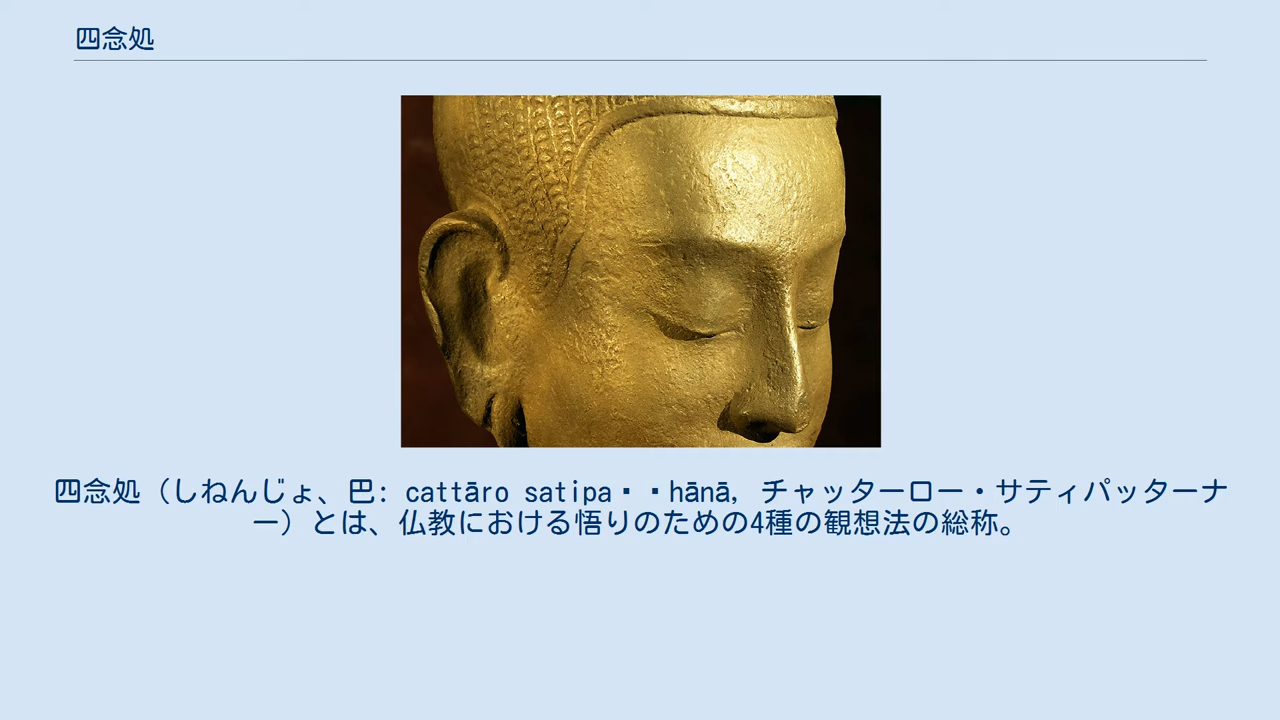 四念処
四念処（しねんじょ、巴: cattāro satipa・・hānā, チャッターロー・サティパッターナ
ー）とは、仏教における悟りのための4種の観想法の総称。